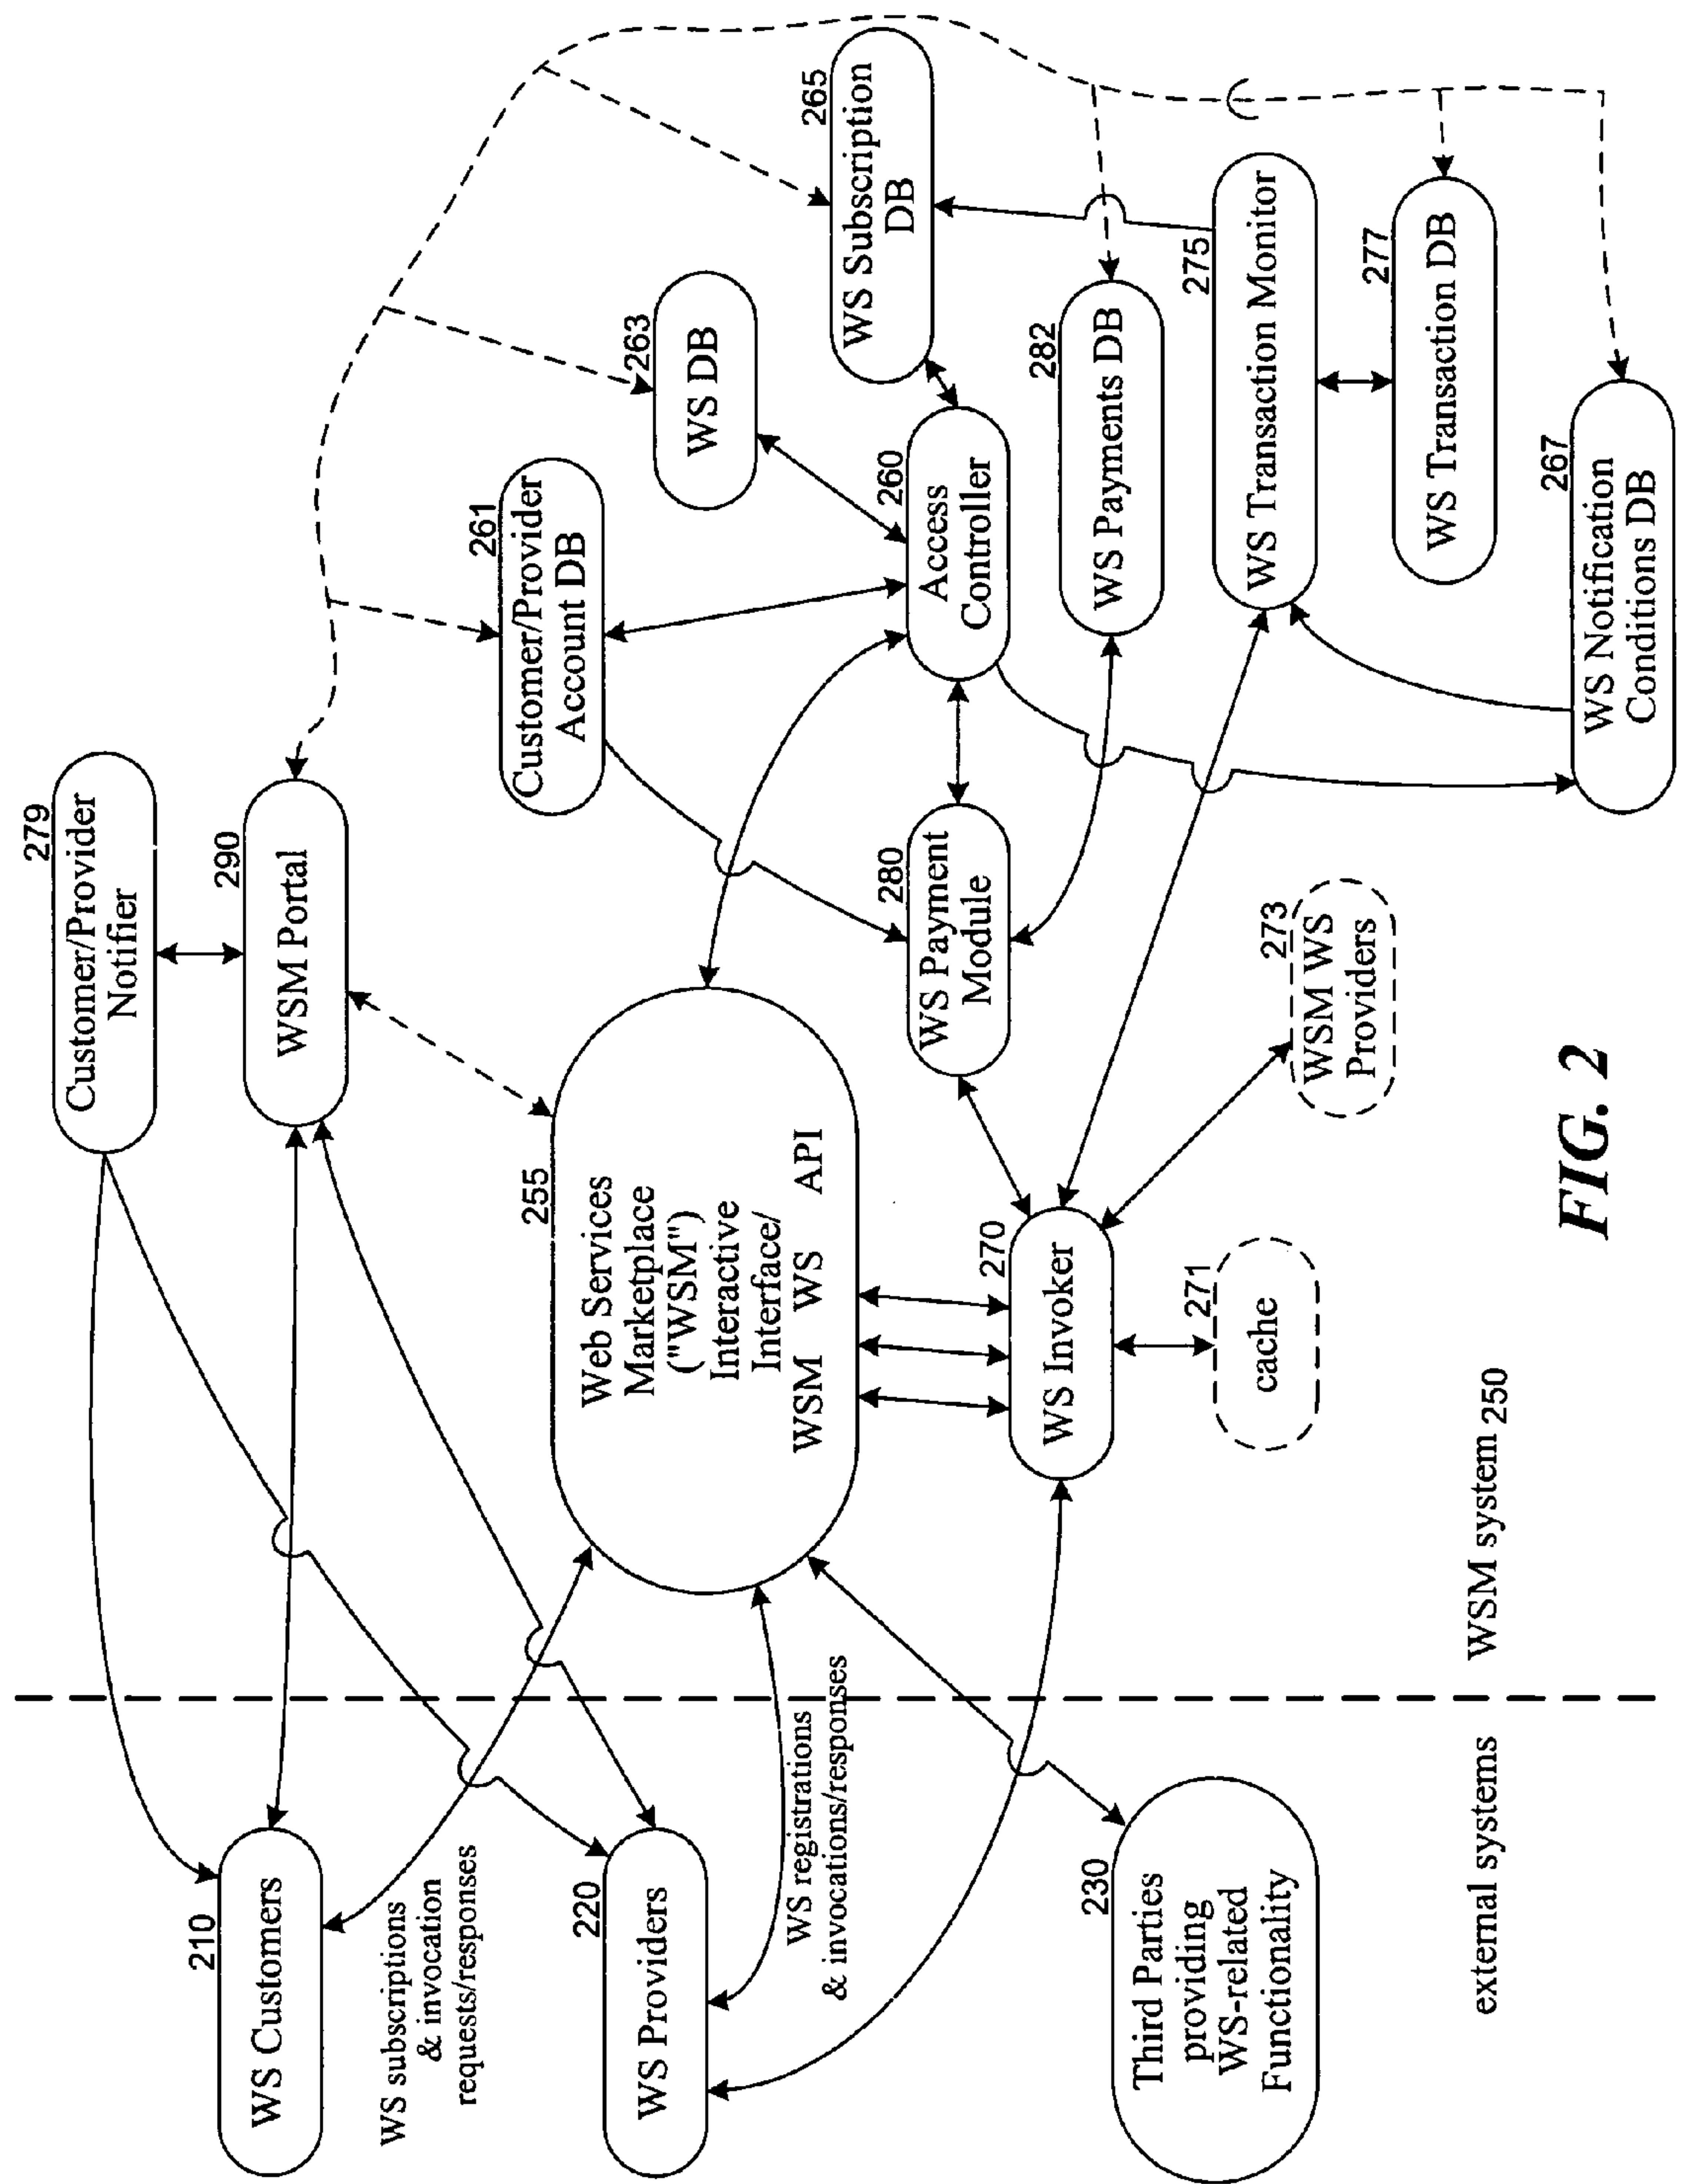 279
Customer/Provider
Notifier
290
WSM Portal
210
WS Customers
WS subscriptions
& invocation
requests/responses
220
WS Providers
WS registrations
& invocations/responses
230
Third Parties
providing
WS-related
Functionality
external systems
WSM system 250
255
Web Services
Marketplace
("WSM")
Interactive
Interface/
WSM WS API
261
Customer/Provider
Account DB
263
WS DB
265
WS Subscription
DB
260
Access
Controller
280
WS Payment
Module
282
WS Payments DB
270
WS Invoker
271
cache
273
WSM WS
Providers
275
WS Transaction Monitor
277
WS Transaction DB
267
WS Notification
Conditions DB
FIG. 2